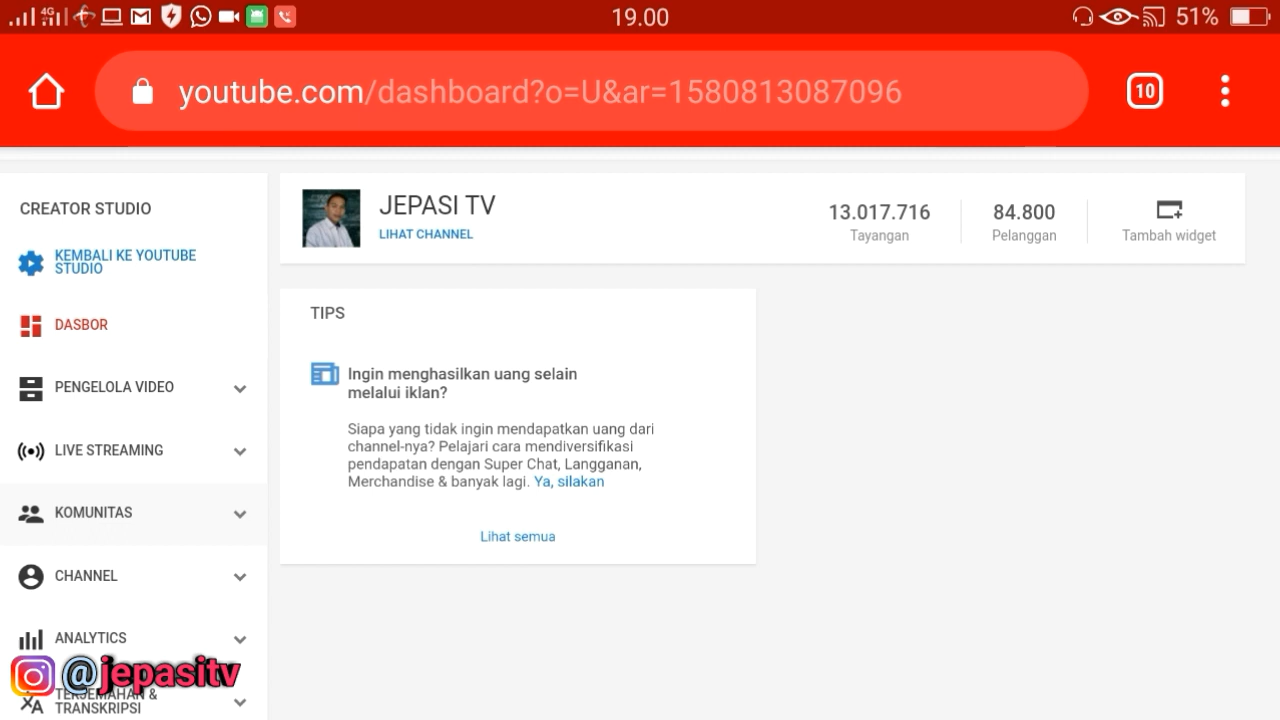 4G
19.00
51%
youtube.com/dashboard?o=U&ar=1580813087096
10
CREATOR STUDIO
KEMBALI KE YOUTUBE
STUDIO
DASBOR
PENGELOLA VIDEO
LIVE STREAMING
KOMUNITAS
CHANNEL
ANALYTICS
TERJEMAHAN &
TRANSKRIPSI
@jepasitv
JEPASI TV
LIHAT CHANNEL
13.017.716
Tayangan
84.800
Pelanggan
Tambah widget
TIPS
Ingin menghasilkan uang selain
melalui iklan?
Siapa yang tidak ingin mendapatkan uang dari
channel-nya? Pelajari cara mendiversifikasi
pendapatan dengan Super Chat, Langganan,
Merchandise & banyak lagi. Ya, silakan
Lihat semua